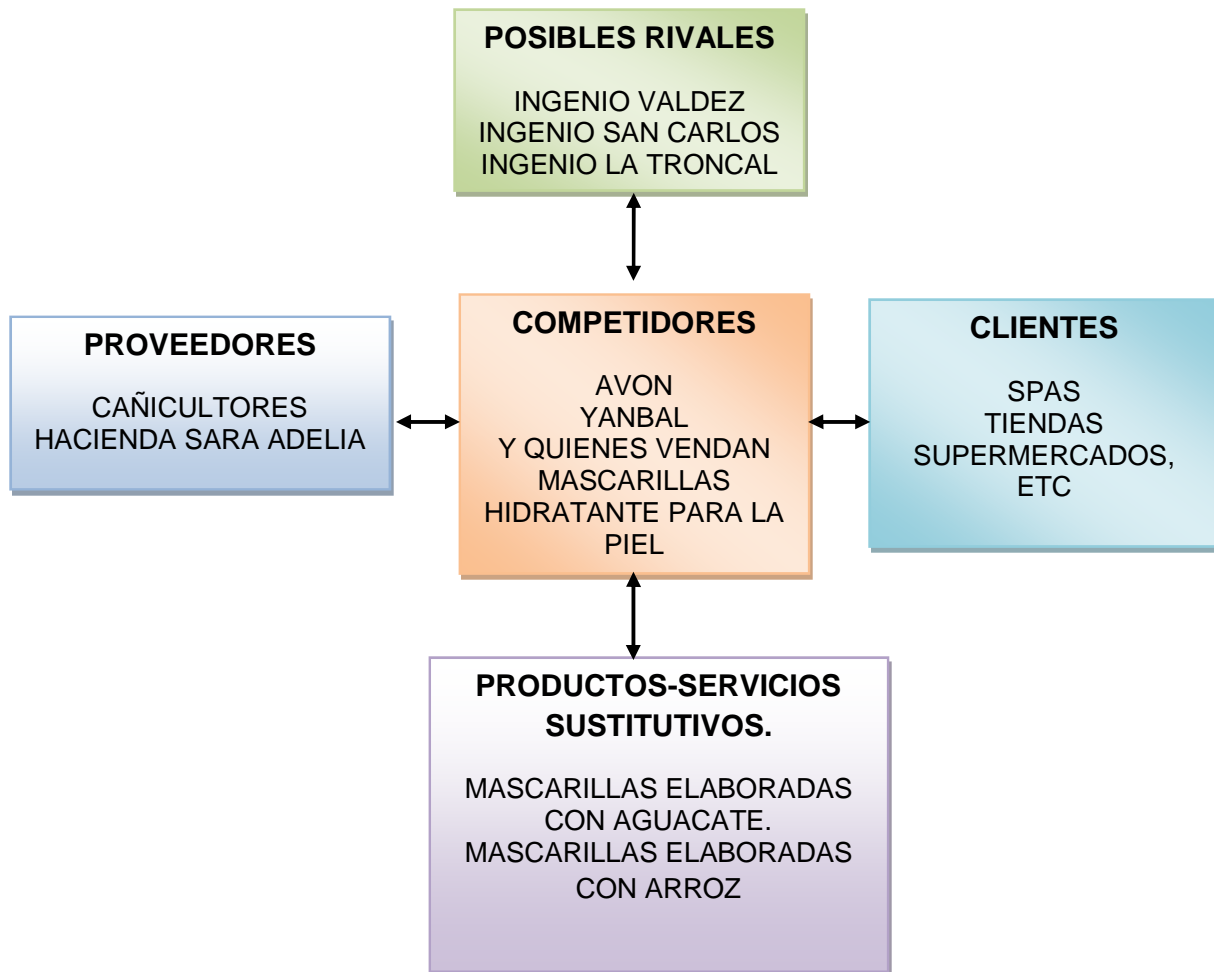 POSIBLES RIVALES
INGENIO VALDEZ
INGENIO SAN CARLOS
INGENIO LA TRONCAL
PROVEEDORES
CAÑICULTORES
HACIENDA SARA ADELIA
COMPETIDORES
AVON
YANBAL
Y QUIENES VENDAN
MASCARILLAS
HIDRATANTE PARA LA
PIEL
CLIENTES
SPAS
TIENDAS
SUPERMERCADOS,
ETC
PRODUCTOS-SERVICIOS
SUSTITUTIVOS.
MASCARILLAS ELABORADAS
CON AGUACATE.
MASCARILLAS ELABORADAS
CON ARROZ